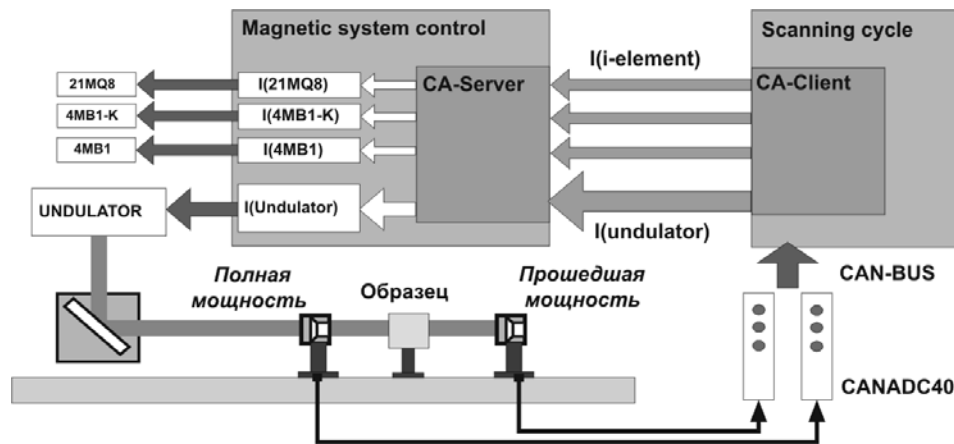 Magnetic system control
Scanning cycle
I(i-element)
21MQ8
I(21MQ8)
CA-Server
CA-Client
4MB1-K
I(4MB1-K)
4MB1
I(4MB1)
UNDULATOR
I(Undulator)
I(undulator)
Полная
мощность
Образец
Прошедшая
мощность
CAN-BUS
CANADC40